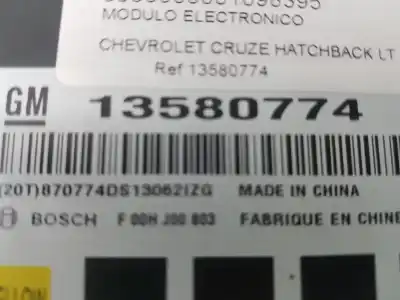 MODULO ELECTRONICO
CHEVROLET CRUZE HATCHBACK LT
Ref 13580774
GM 13580774
(20T)870774DS13062IZG MADE IN CHINA
BOSCH F 00H J00 803 FABRIQUE EN CHINE